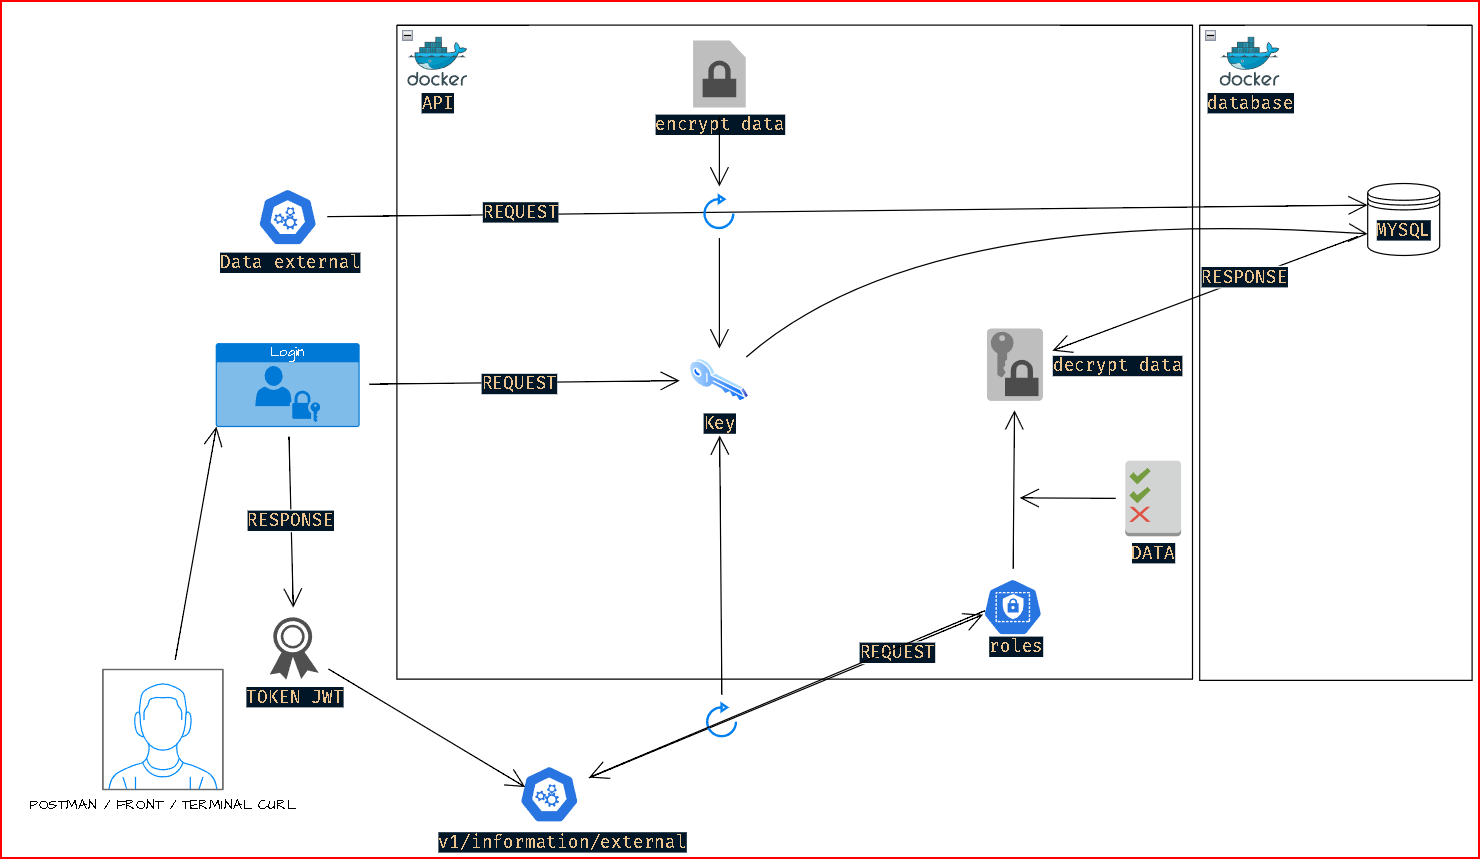 docker
API
encrypt data
docker
database
REQUEST
Data external
MYSQL
RESPONSE
Login
REQUEST
Key
decrypt data
RESPONSE
DATA
TOKEN JWT
REQUEST
roles
POSTMAN / FRONT / TERMINAL CURL
v1/information/external